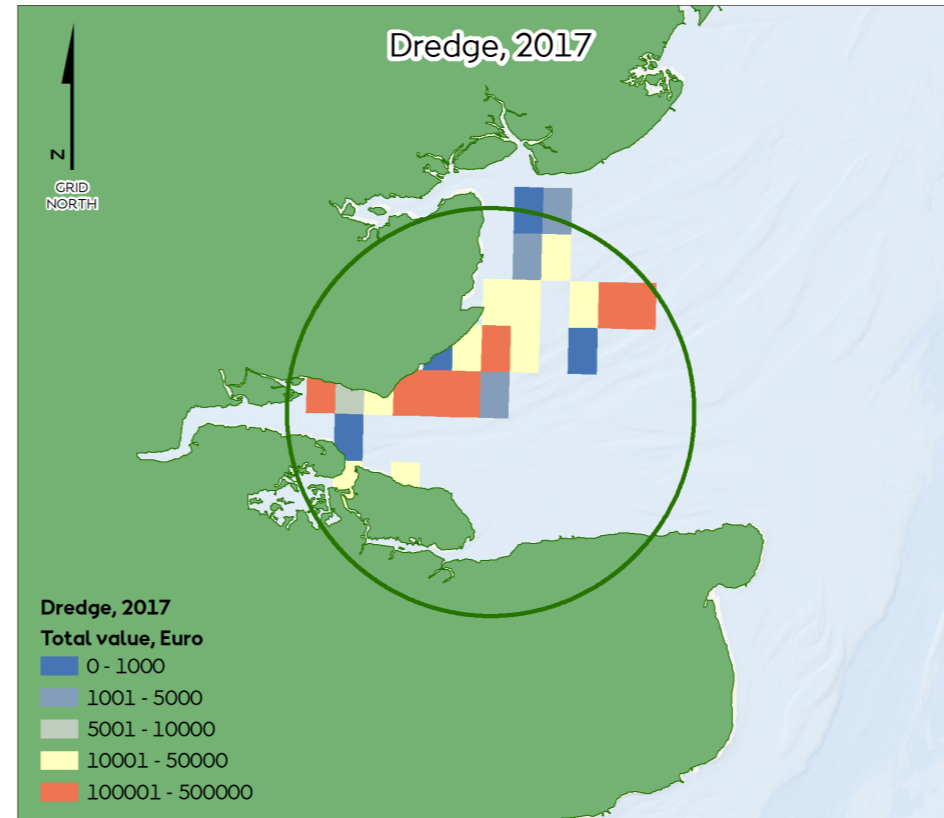 Dredge, 2017
N
GRID
NORTH
Dredge, 2017
Total value, Euro
0 - 1000
1001 - 5000
5001 - 10000
10001 - 50000
100001 - 500000